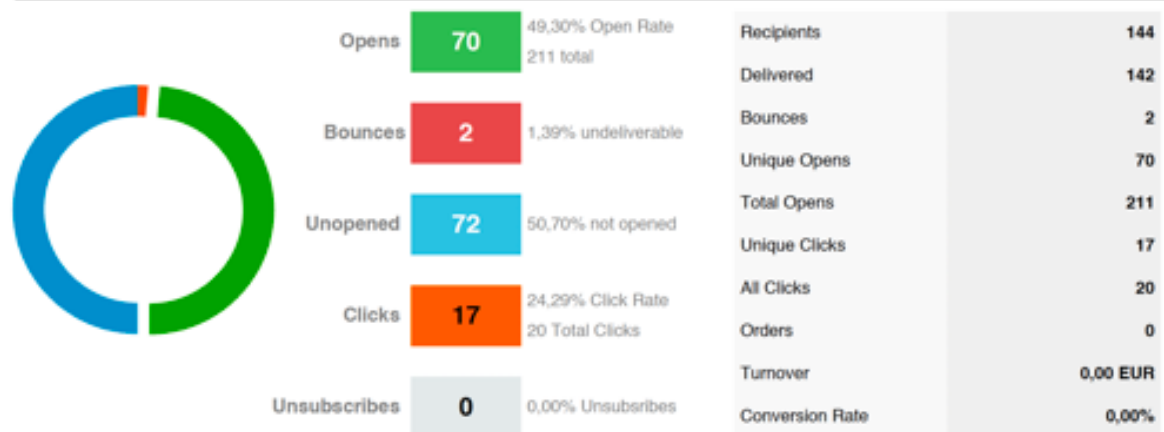 Opens
70
49,30% Open Rate
211 total
Bounces
2
1,39% undeliverable
Unopened
72
50,70% not opened
Clicks
17
24,29% Click Rate
20 Total Clicks
Unsubscribes
0
0,00% Unsubsribes
Recipients 144
Delivered 142
Bounces 2
Unique Opens 70
Total Opens 211
Unique Clicks 17
All Clicks 20
Orders 0
Turnover 0,00 EUR
Conversion Rate 0,00%